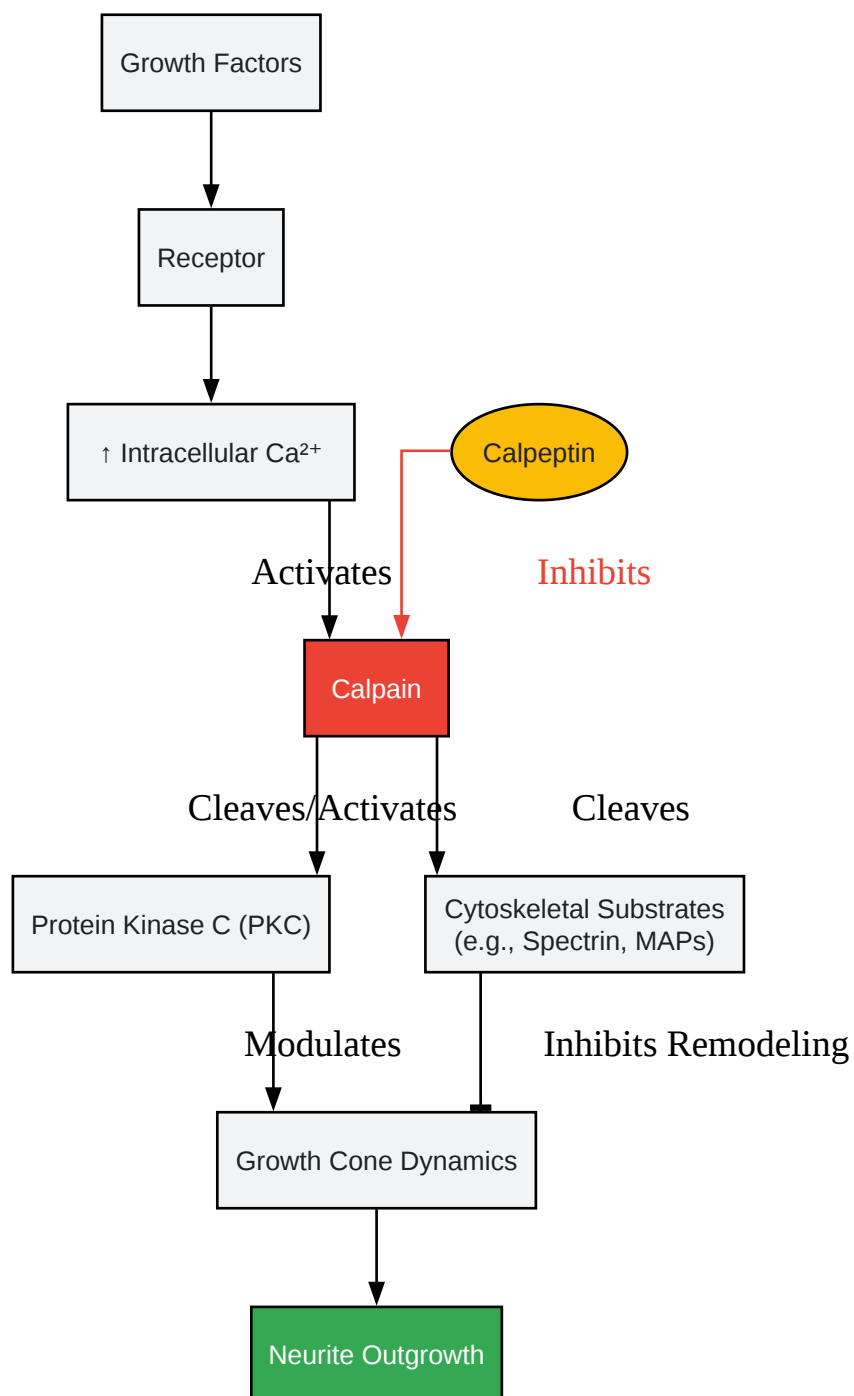 Growth Factors
Receptor
↑ Intracellular Ca²⁺
Calpeptin
Activates
Inhibits
Calpain
Cleaves/Activates
Cleaves
Protein Kinase C (PKC)
Cytoskeletal Substrates
(e.g., Spectrin, MAPs)
Modulates
Inhibits Remodeling
Growth Cone Dynamics
Neurite Outgrowth